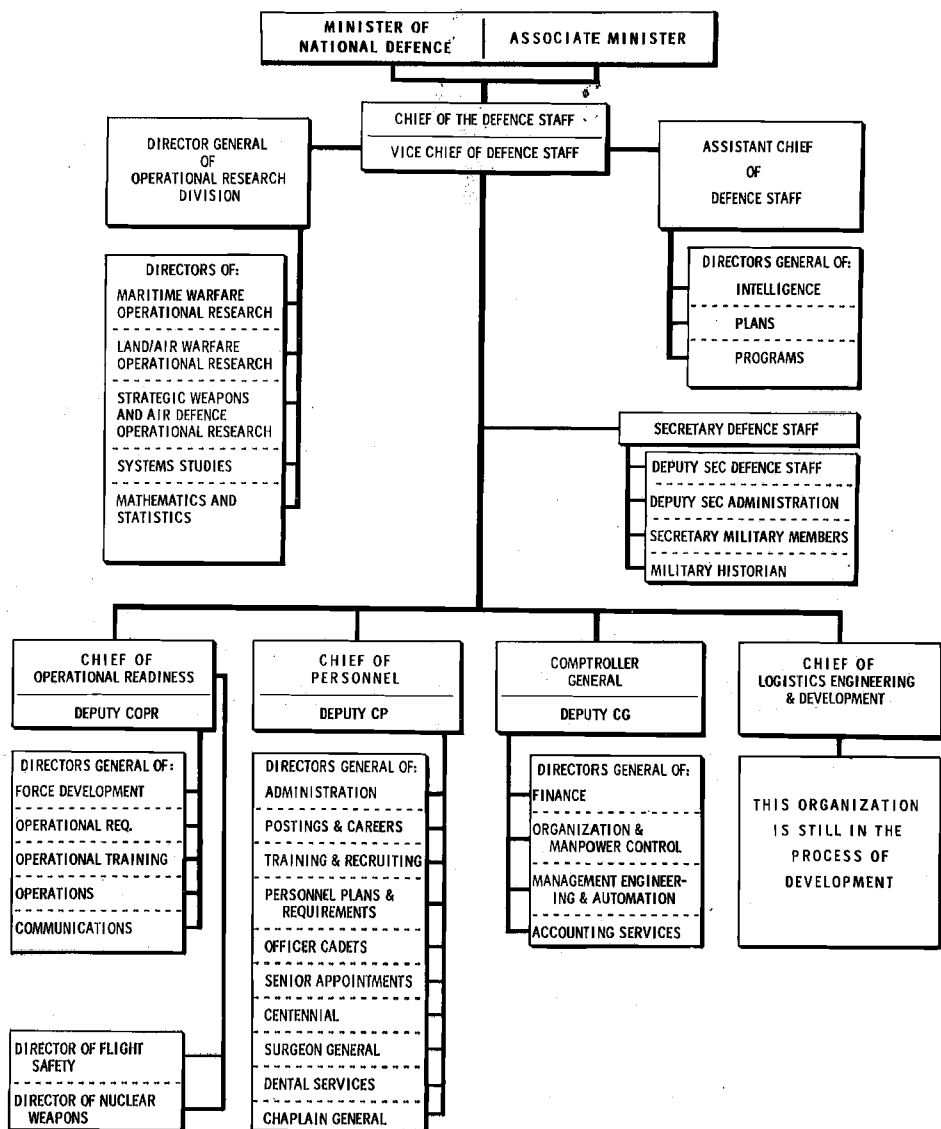 MINISTER OF
NATIONAL DEFENCE
ASSOCIATE MINISTER
CHIEF OF THE DEFENCE STAFF
VICE CHIEF OF DEFENCE STAFF
DIRECTOR GENERAL
OF
OPERATIONAL RESEARCH
DIVISION
ASSISTANT CHIEF
OF
DEFENCE STAFF
DIRECTORS OF:
MARITIME WARFARE
OPERATIONAL RESEARCH
LAND/AIR WARFARE
OPERATIONAL RESEARCH
STRATEGIC WEAPONS
AND AIR DEFENCE
OPERATIONAL RESEARCH
SYSTEMS STUDIES
MATHEMATICS AND
STATISTICS
DIRECTORS GENERAL OF:
INTELLIGENCE
PLANS
PROGRAMS
SECRETARY DEFENCE STAFF
DEPUTY SEC DEFENCE STAFF
DEPUTY SEC ADMINISTRATION
SECRETARY MILITARY MEMBERS
MILITARY HISTORIAN
CHIEF OF
OPERATIONAL READINESS
DEPUTY COPR
DIRECTORS GENERAL OF:
FORCE DEVELOPMENT
OPERATIONAL REQ.
OPERATIONAL TRAINING
OPERATIONS
COMMUNICATIONS
DIRECTOR OF FLIGHT
SAFETY
DIRECTOR OF NUCLEAR
WEAPONS
CHIEF OF
PERSONNEL
DEPUTY CP
DIRECTORS GENERAL OF:
ADMINISTRATION
POSTINGS & CAREERS
TRAINING & RECRUITING
PERSONNEL PLANS &
REQUIREMENTS
OFFICER CADETS
SENIOR APPOINTMENTS
CENTENNIAL
SURGEON GENERAL
DENTAL SERVICES
CHAPLAIN GENERAL
COMPTROLLER
GENERAL
DEPUTY CG
DIRECTORS GENERAL OF:
FINANCE
ORGANIZATION &
MANPOWER CONTROL
MANAGEMENT ENGINEER-
ING & AUTOMATION
ACCOUNTING SERVICES
CHIEF OF
LOGISTICS ENGINEERING
& DEVELOPMENT
THIS ORGANIZATION
IS STILL IN THE
PROCESS OF
DEVELOPMENT